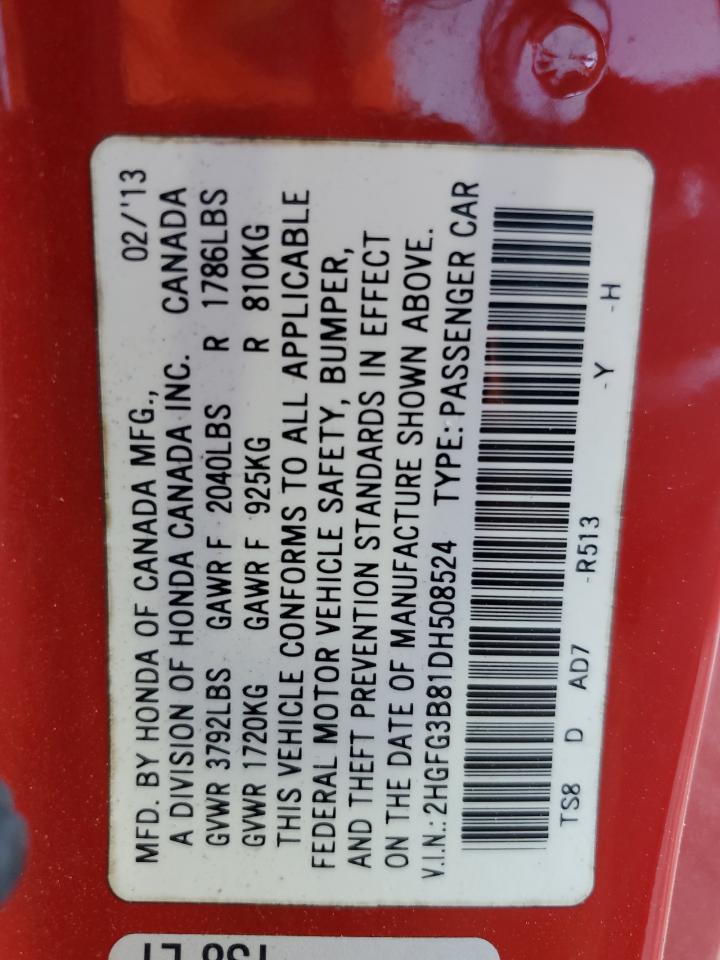 MFD. BY HONDA OF CANADA MFG., 02/'13
A DIVISION OF HONDA CANADA INC. CANADA
GVWR 3792LBS GAWR F 2040LBS R 1786LBS
GVWR 1720KG GAWR F 925KG R 810KG
THIS VEHICLE CONFORMS TO ALL APPLICABLE
FEDERAL MOTOR VEHICLE SAFETY, BUMPER,
AND THEFT PREVENTION STANDARDS IN EFFECT
ON THE DATE OF MANUFACTURE SHOWN ABOVE.
V.I.N.: 2HGFG3B81DH508524 TYPE: PASSENGER CAR
TS8 D AD7 -R513 -Y -H